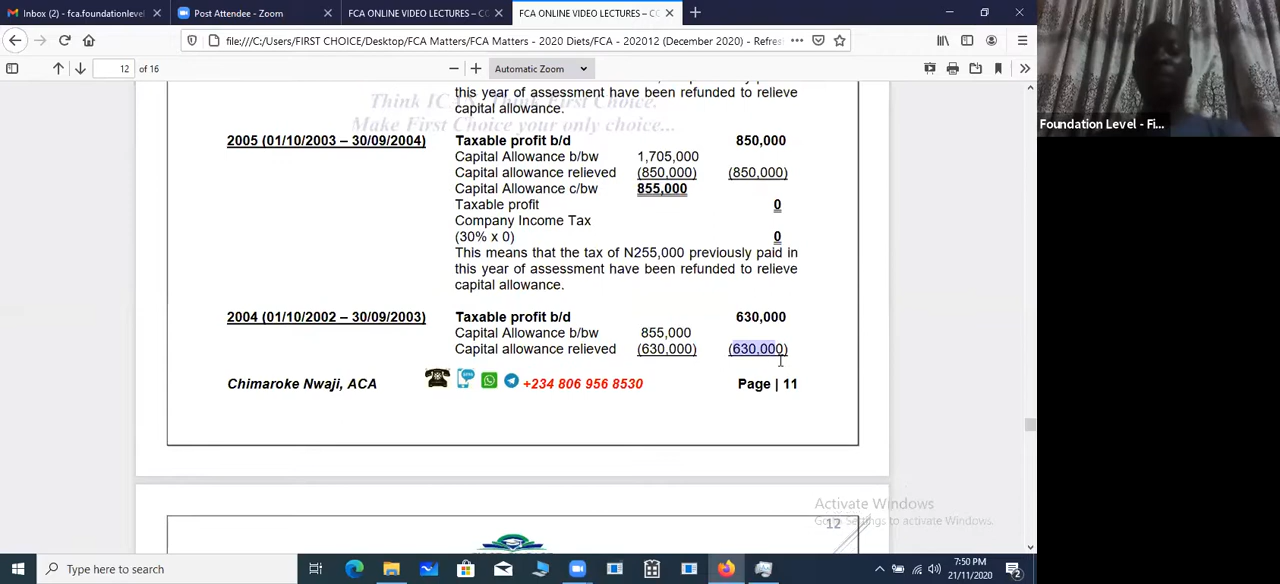 Inbox (2) - fca.foundationlevel
Post Attendee - Zoom
FCA ONLINE VIDEO LECTURES – CO
FCA ONLINE VIDEO LECTURES – CO
file:///C:/Users/FIRST CHOICE/Desktop/FCA Matters/FCA Matters - 2020 Diets/FCA - 202012 (December 2020) - Refres
12 of 16
Automatic Zoom
this year of assessment have been refunded to relieve
capital allowance.
Think ICAN, Think First Choice.
Make First Choice your only choice...
2005 (01/10/2003 – 30/09/2004) Taxable profit b/d 850,000
Capital Allowance b/bw 1,705,000
Capital allowance relieved (850,000) (850,000)
Capital Allowance c/bw 855,000
Taxable profit 0
Company Income Tax
(30% x 0) 0
This means that the tax of N255,000 previously paid in
this year of assessment have been refunded to relieve
capital allowance.
2004 (01/10/2002 – 30/09/2003) Taxable profit b/d 630,000
Capital Allowance b/bw 855,000
Capital allowance relieved (630,000) (630,000)
Chimaroke Nwaji, ACA +234 806 956 8530 Page | 11
12
Activate Windows
Go to Settings to activate Windows.
Type here to search
7:50 PM
21/11/2020
2
Foundation Level - Fi...